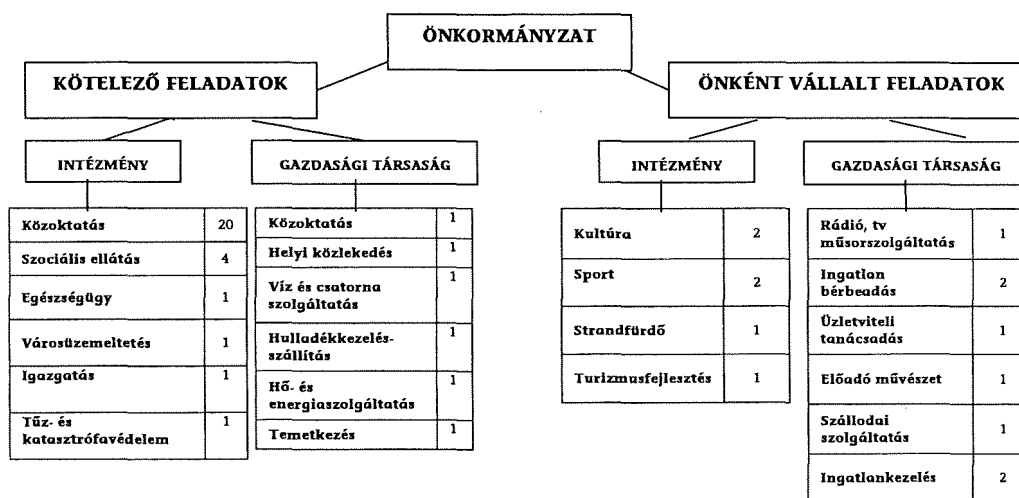 ÖNKORMÁNYZAT
KÖTELEZŐ FELADATOK
ÖNKÉNT VÁLLALT FELADATOK
INTÉZMÉNY
GAZDASÁGI TÁRSASÁG
INTÉZMÉNY
GAZDASÁGI TÁRSASÁG
Közoktatás 20
Szociális ellátás 4
Egészségügy 1
Városüzemeltetés 1
Igazgatás 1
Tűz- és
katasztrófavédelem 1
Közoktatás 1
Helyi közlekedés 1
Víz és csatorna 1
szolgáltatás
Hulladékkezelés- 1
szállítás
Hő- és 1
energiaszolgáltatás
Temetkezés 1
Kultúra 2
Sport 2
Strandfürdő 1
Turizmusfejlesztés 1
Rádió, tv
műsorszolgáltatás 1
Ingatlan
bérbeadás 2
Üzletviteli
tanácsadás 1
Előadó művészet 1
Szállodai
szolgáltatás 1
Ingatlankezelés 2